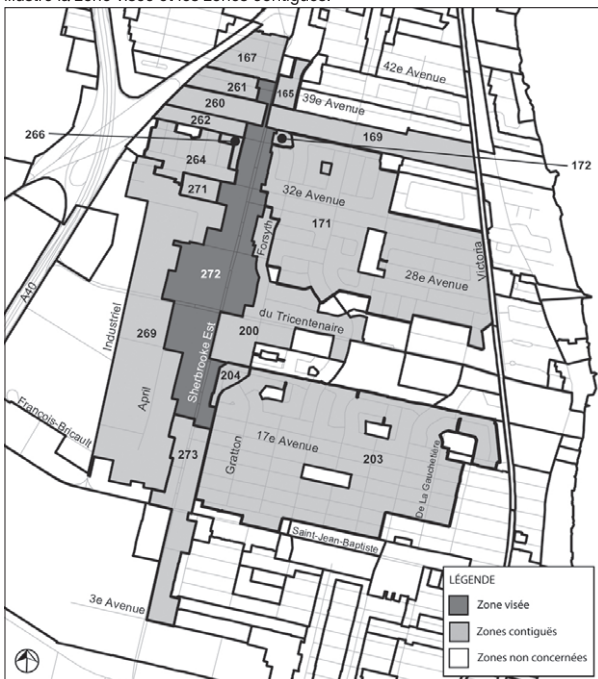 illustre la zone visée et les zones contiguës.
167
42e Avenue
261
165
39e Avenue
260
262
169
266
172
264
271
32e Avenue
171
Forsyth
Victoria
28e Avenue
272
A40
Industriel
269
Sherbrooke Est
du Tricentenaire
200
204
April
François-Bricault
273
Gratton
17e Avenue
203
De La Gauchetière
Saint-Jean-Baptiste
3e Avenue
LÉGENDE
Zone visée
Zones contiguës
Zones non concernées